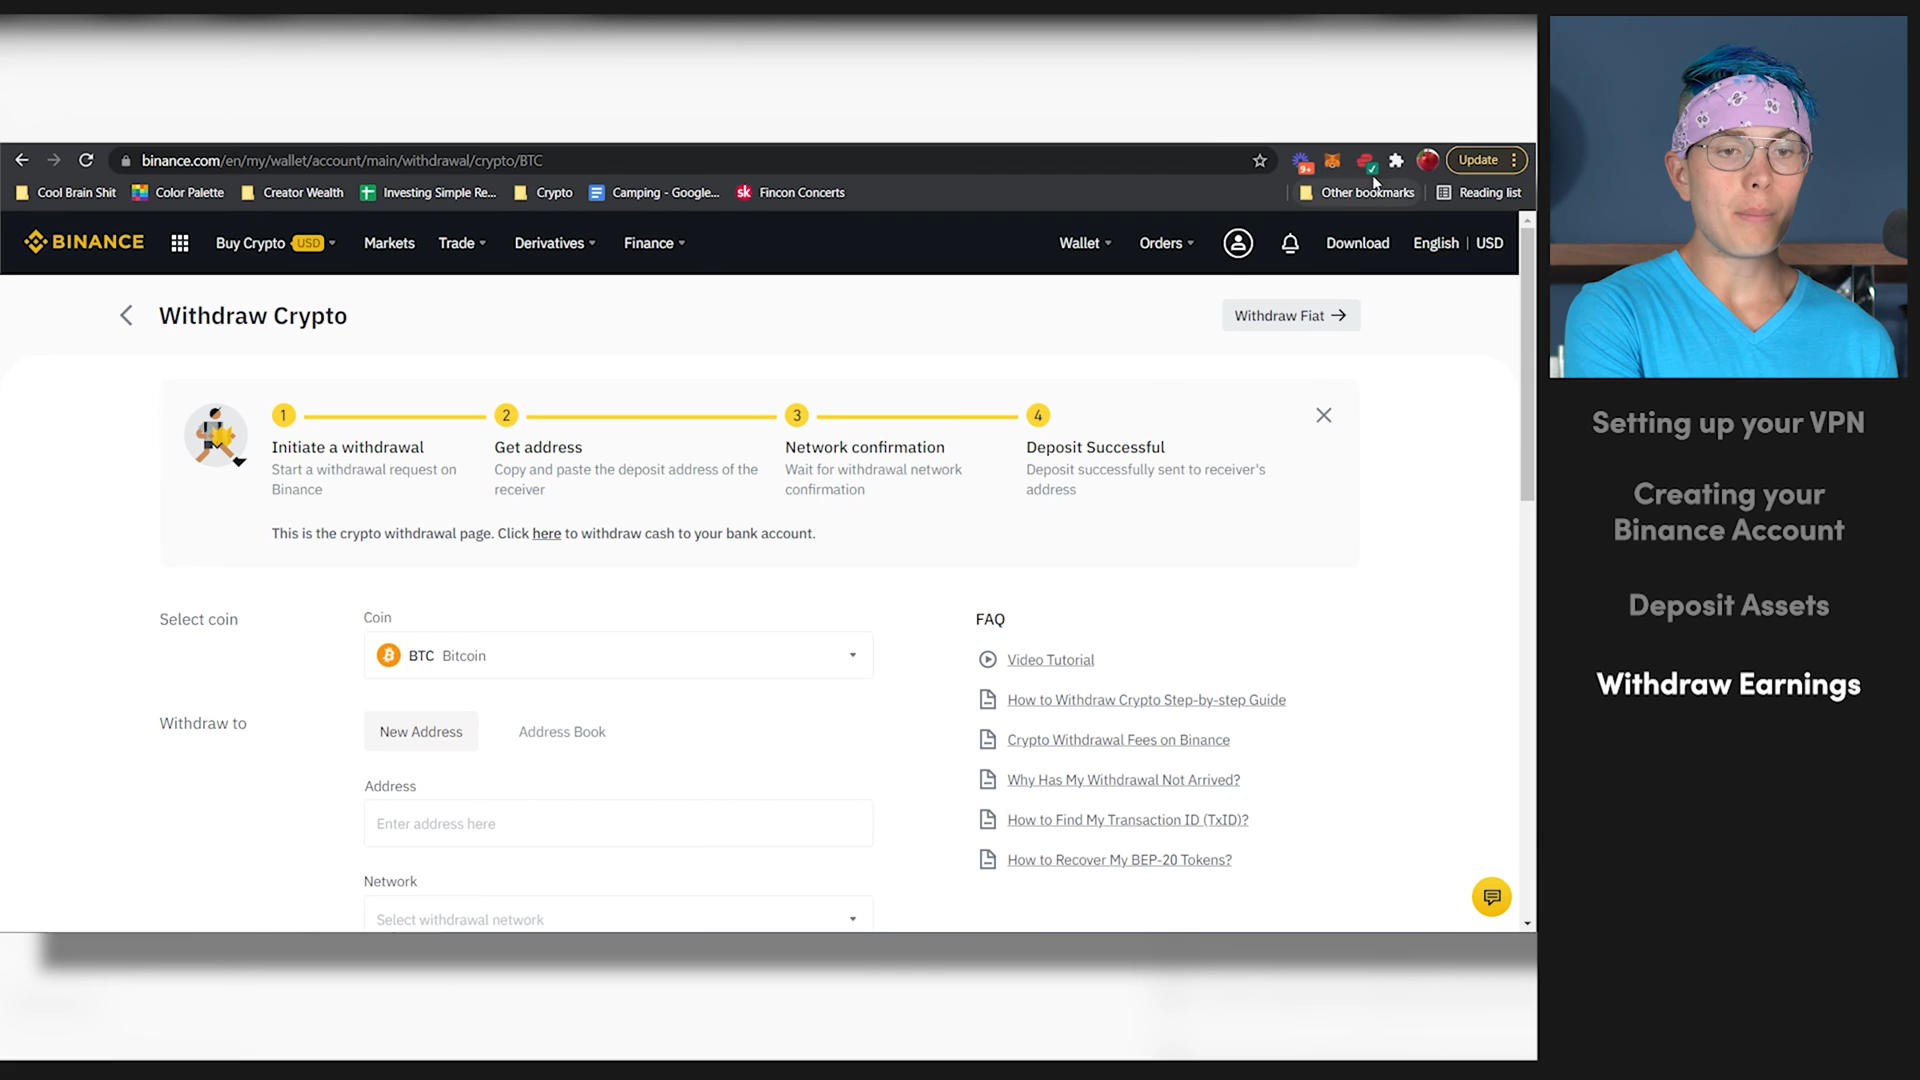 binance.com/en/my/wallet/account/main/withdrawal/crypto/BTC
9+
Update
Cool Brain Shit
Color Palette
Creator Wealth
Investing Simple Re...
Crypto
Camping - Google...
sk
Fincon Concerts
Other bookmarks
Reading list
BINANCE
Buy Crypto USD
Markets
Trade
Derivatives
Finance
Wallet
Orders
Download
English | USD
Withdraw Crypto
Withdraw Fiat
1
2
3
4
Initiate a withdrawal
Start a withdrawal request on
Binance
Get address
Copy and paste the deposit address of the
receiver
Network confirmation
Wait for withdrawal network
confirmation
Deposit Successful
Deposit successfully sent to receiver's
address
This is the crypto withdrawal page. Click here to withdraw cash to your bank account.
Select coin
Coin
BTC Bitcoin
Withdraw to
New Address
Address Book
Address
Enter address here
Network
Select withdrawal network
FAQ
Video Tutorial
How to Withdraw Crypto Step-by-step Guide
Crypto Withdrawal Fees on Binance
Why Has My Withdrawal Not Arrived?
How to Find My Transaction ID (TxID)?
How to Recover My BEP-20 Tokens?
Setting up your VPN
Creating your
Binance Account
Deposit Assets
Withdraw Earnings